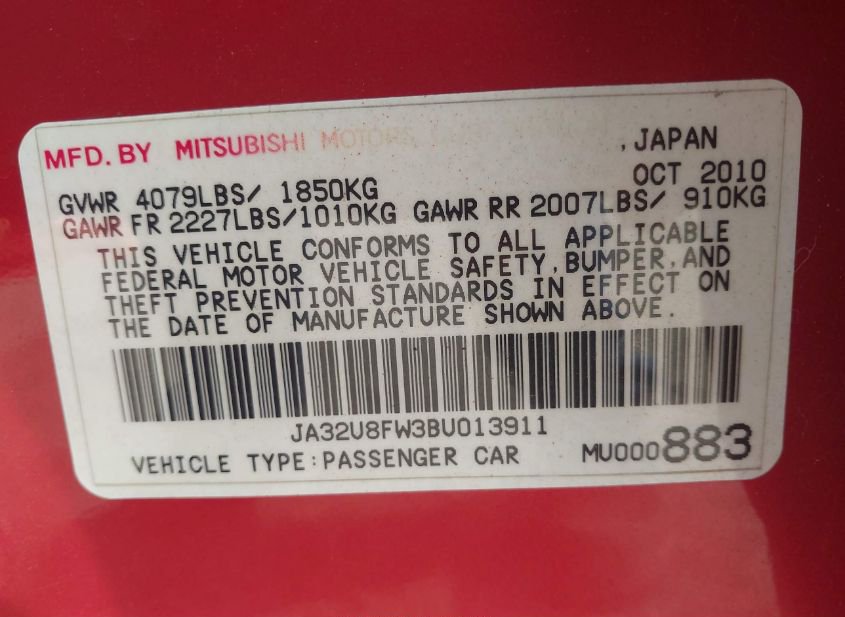 MFD. BY MITSUBISHI MOTORS , JAPAN
OCT 2010
GVWR 4079LBS/ 1850KG
GAWR FR 2227LBS/1010KG GAWR RR 2007LBS/ 910KG
THIS VEHICLE CONFORMS TO ALL APPLICABLE
FEDERAL MOTOR VEHICLE SAFETY, BUMPER, AND
THEFT PREVENTION STANDARDS IN EFFECT ON
THE DATE OF MANUFACTURE SHOWN ABOVE.
JA32U8FW3BU013911
VEHICLE TYPE:PASSENGER CAR MU000883